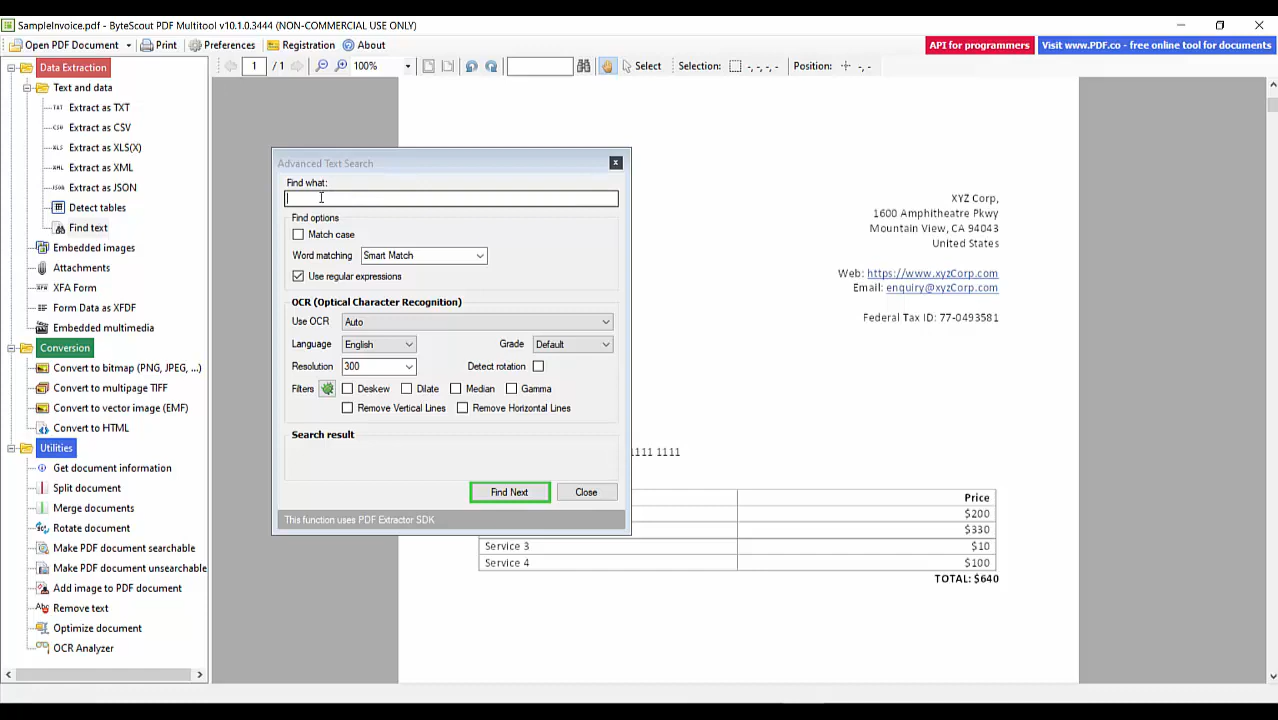 SampleInvoice.pdf - ByteScout PDF Multitool v10.1.0.3444 (NON-COMMERCIAL USE ONLY)
Open PDF Document Print Preferences Registration About API for programmers Visit www.PDF.co - free online tool for documents
1 / 1 100% Select Selection: -, -, -, - Position: -, -
Data Extraction
Text and data
TXT Extract as TXT
CSV Extract as CSV
XLS Extract as XLS(X)
XML Extract as XML
JSON Extract as JSON
Detect tables
Find text
Embedded images
Attachments
XFA Form
Form Data as XFDF
Embedded multimedia
Conversion
Convert to bitmap (PNG, JPEG, ...)
Convert to multipage TIFF
Convert to vector image (EMF)
Convert to HTML
Utilities
Get document information
Split document
Merge documents
Rotate document
Make PDF document searchable
Make PDF document unsearchable
Add image to PDF document
Abc Remove text
Optimize document
OCR Analyzer
Advanced Text Search x
Find what:
Find options
Match case
Word matching Smart Match
Use regular expressions
OCR (Optical Character Recognition)
Use OCR Auto
Language English Grade Default
Resolution 300 Detect rotation
Filters Deskew Dilate Median Gamma
Remove Vertical Lines Remove Horizontal Lines
Search result
Find Next Close
This function uses PDF Extractor SDK
XYZ Corp,
1600 Amphitheatre Pkwy
Mountain View, CA 94043
United States
Web: https://www.xyzCorp.com
Email: enquiry@xyzCorp.com
Federal Tax ID: 77-0493581
1111 1111
Price
$200
$330
Service 3 $10
Service 4 $100
TOTAL: $640